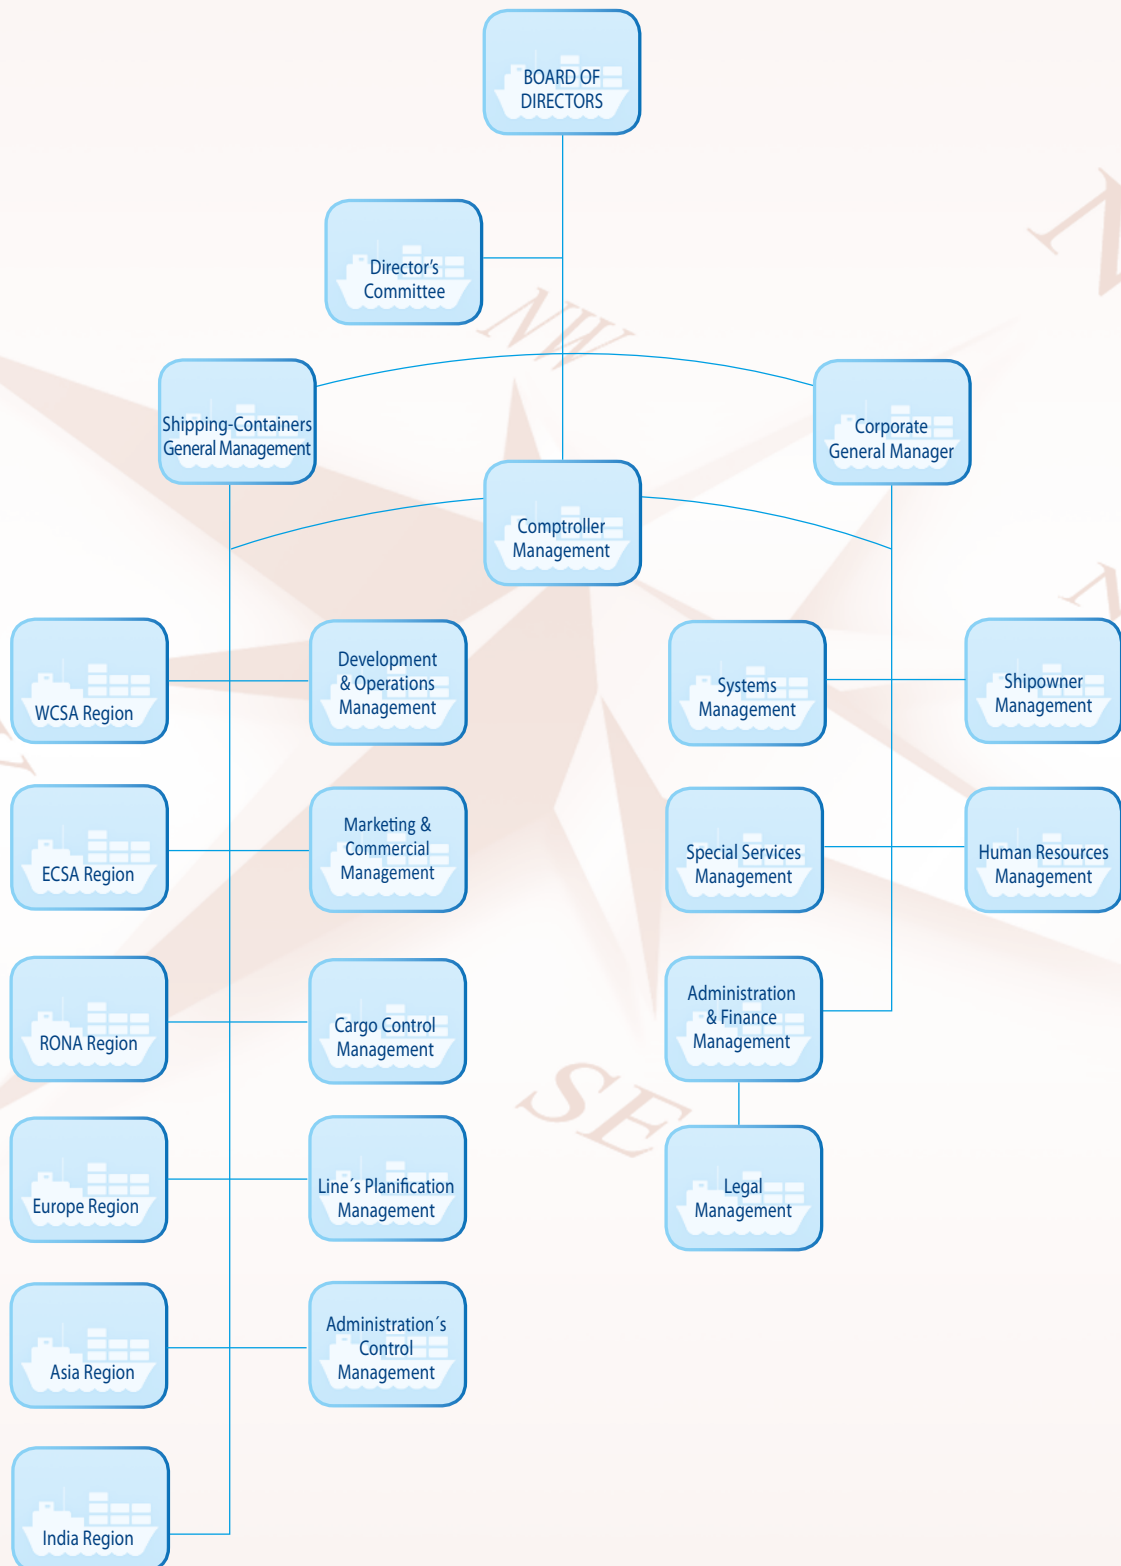 BOARD OF
DIRECTORS
Director's
Committee
NW
Shipping-Containers
General Management
Corporate
General Manager
Comptroller
Management
WCSA Region
Development
& Operations
Management
Systems
Management
Shipowner
Management
ECSA Region
Marketing &
Commercial
Management
Special Services
Management
Human Resources
Management
RONA Region
Cargo Control
Management
Administration
& Finance
Management
SE
Europe Region
Line´s Planification
Management
Legal
Management
Asia Region
Administration´s
Control
Management
India Region